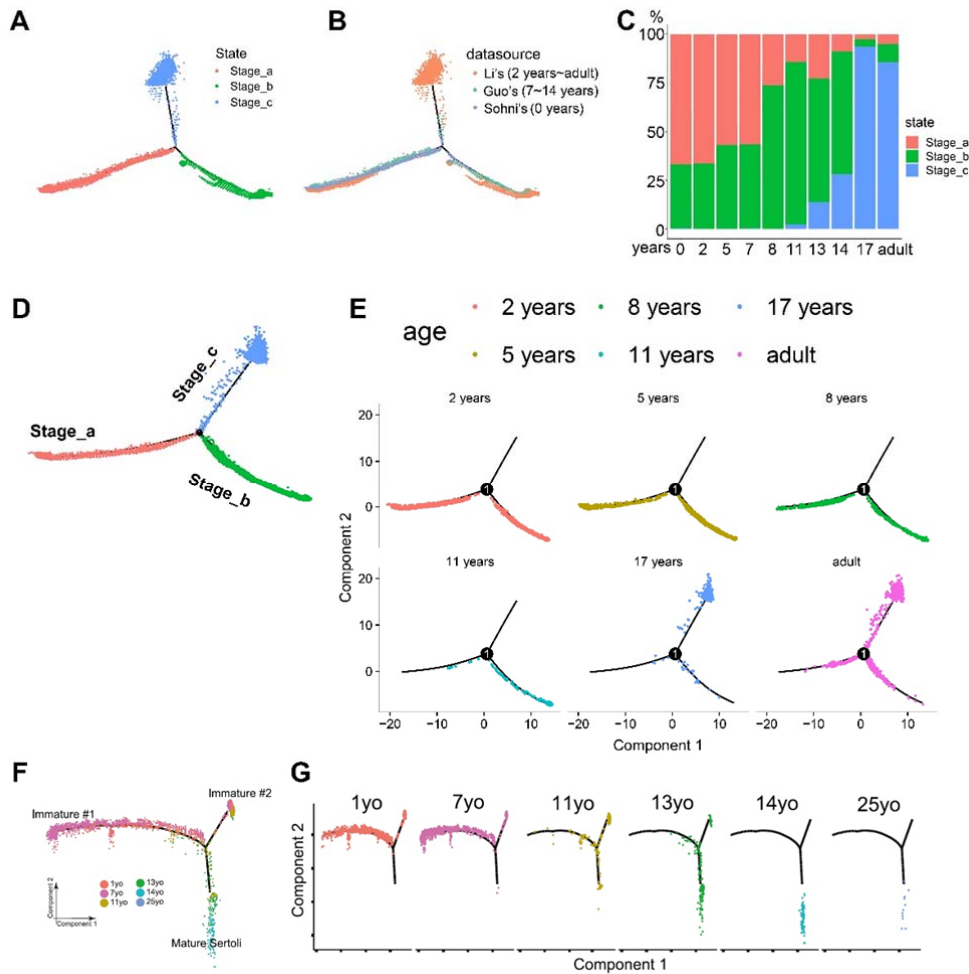 A
State
Stage_a
Stage_b
Stage_c
B
datasource
Li's (2 years~adult)
Guo's (7~14 years)
Sohni's (0 years)
C
%
100
75
50
25
0
years 0 2 5 7 8 11 13 14 17 adult
state
Stage_a
Stage_b
Stage_c
D
Stage_a
Stage_b
Stage_c
E
age
2 years 8 years 17 years
5 years 11 years adult
2 years 5 years 8 years
20
10
0
1 1 1
11 years 17 years adult
20
10
0
1 1 1
-20 -10 0 10 -20 -10 0 10 -20 -10 0 10
Component 2
Component 1
F
Immature #1
Immature #2
Mature Sertoli
Component 2
Component 1
1yo 13yo
7yo 14yo
11yo 25yo
G
1yo 7yo 11yo 13yo 14yo 25yo
Component 2
Component 1